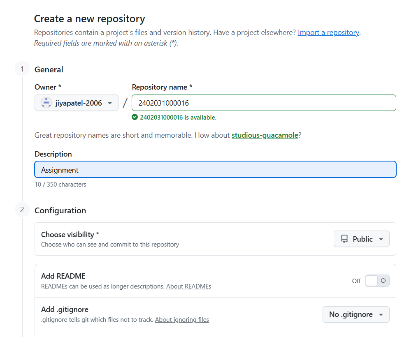 Create a new repository
Repositories contain a project's files and version history. Have a project elsewhere? Import a repository.
Required fields are marked with an asterisk (*).
1 General
Owner * Repository name *
jiyapatel-2006 / 2402031000016
2402031000016 is available.
Great repository names are short and memorable. How about studious-guacamole?
Description
Assignment
10 / 350 characters
2 Configuration
Choose visibility * Public
Choose who can see and commit to this repository
Add README Off
READMEs can be used as longer descriptions. About READMEs
Add .gitignore No .gitignore
.gitignore tells git which files not to track. About ignoring files